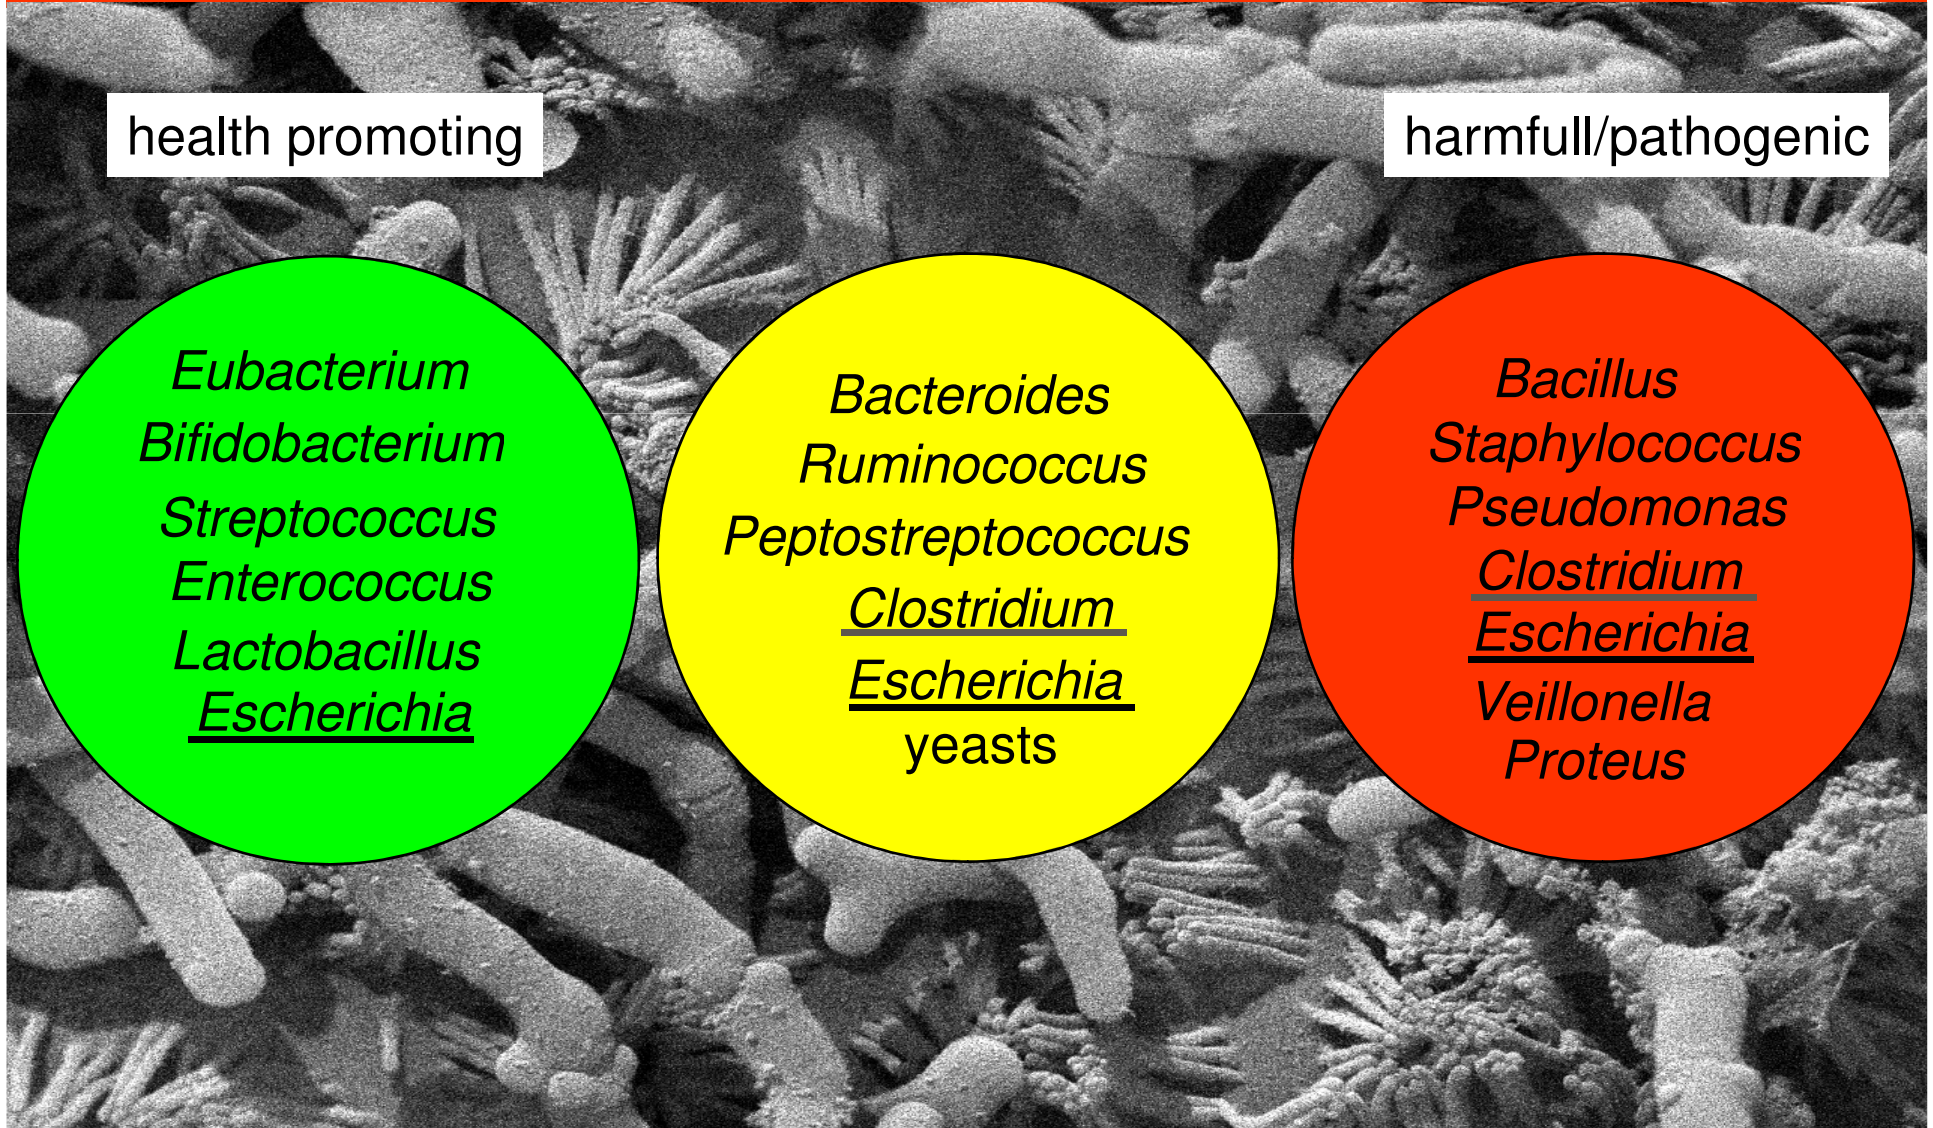 health promoting
harmfull/pathogenic
Eubacterium
Bifidobacterium
Streptococcus
Enterococcus
Lactobacillus
Escherichia
Bacteroides
Ruminococcus
Peptostreptococcus
Clostridium
Escherichia
yeasts
Bacillus
Staphylococcus
Pseudomonas
Clostridium
Escherichia
Veillonella
Proteus